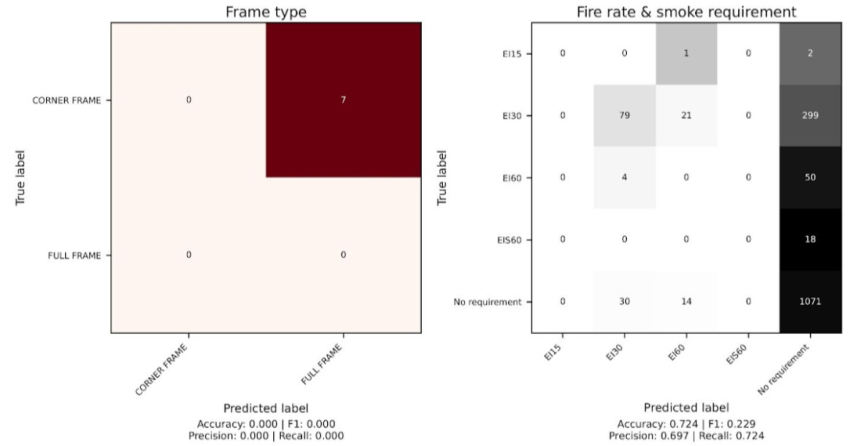 Frame type
CORNER FRAME
0
7
FULL FRAME
0
0
True label
CORNER FRAME
FULL FRAME
Predicted label
Accuracy: 0.000 | F1: 0.000
Precision: 0.000 | Recall: 0.000
Fire rate & smoke requirement
EI15
0
0
1
0
2
EI30
0
79
21
0
299
EI60
0
4
0
0
50
EIS60
0
0
0
0
18
No requirement
0
30
14
0
1071
True label
EI15
EI30
EI60
EIS60
No requirement
Predicted label
Accuracy: 0.724 | F1: 0.229
Precision: 0.697 | Recall: 0.724